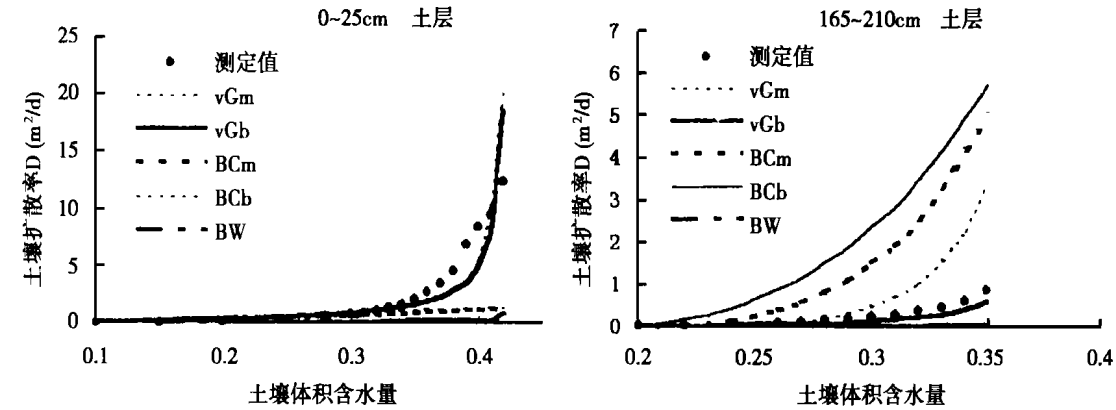 0~25cm 土层
25
20
15
10
5
0
土壤扩散率D (m²/d)
测定值
vGm
vGb
BCm
BCb
BW
0.1
0.2
0.3
0.4
土壤体积含水量
165~210cm 土层
7
6
5
4
3
2
1
0
土壤扩散率D (m²/d)
测定值
vGm
vGb
BCm
BCb
BW
0.2
0.25
0.3
0.35
0.4
土壤体积含水量